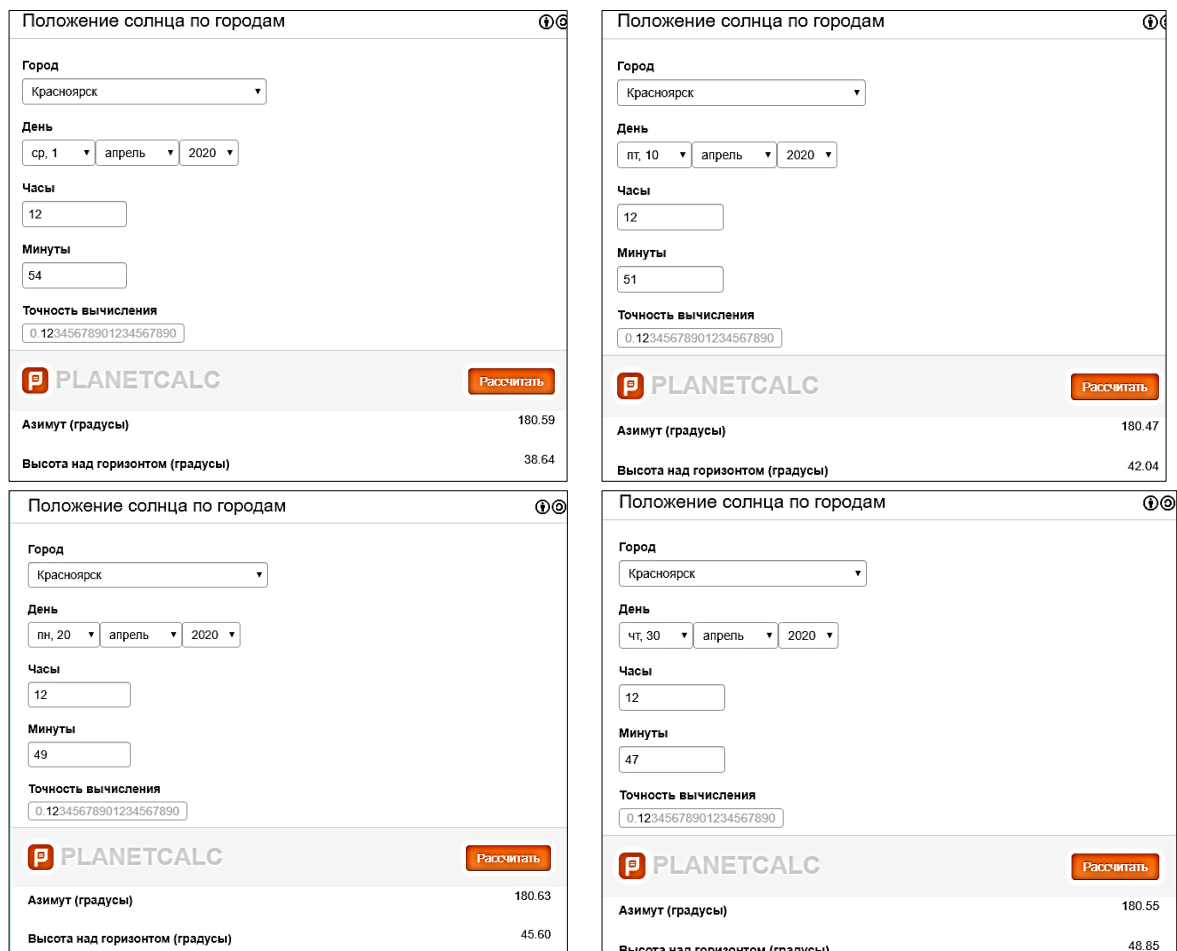 Положение солнца по городам
Город
Красноярск
День
ср, 1 апрель 2020
Часы
12
Минуты
54
Точность вычисления
0.12345678901234567890
PLANETCALC
Рассчитать
Азимут (градусы) 180.59
Высота над горизонтом (градусы) 38.64
Положение солнца по городам
Город
Красноярск
День
пт, 10 апрель 2020
Часы
12
Минуты
51
Точность вычисления
0.12345678901234567890
PLANETCALC
Рассчитать
Азимут (градусы) 180.47
Высота над горизонтом (градусы) 42.04
Положение солнца по городам
Город
Красноярск
День
пн, 20 апрель 2020
Часы
12
Минуты
49
Точность вычисления
0.12345678901234567890
PLANETCALC
Рассчитать
Азимут (градусы) 180.63
Высота над горизонтом (градусы) 45.60
Положение солнца по городам
Город
Красноярск
День
чт, 30 апрель 2020
Часы
12
Минуты
47
Точность вычисления
0.12345678901234567890
PLANETCALC
Рассчитать
Азимут (градусы) 180.55
Высота над горизонтом (градусы) 48.85